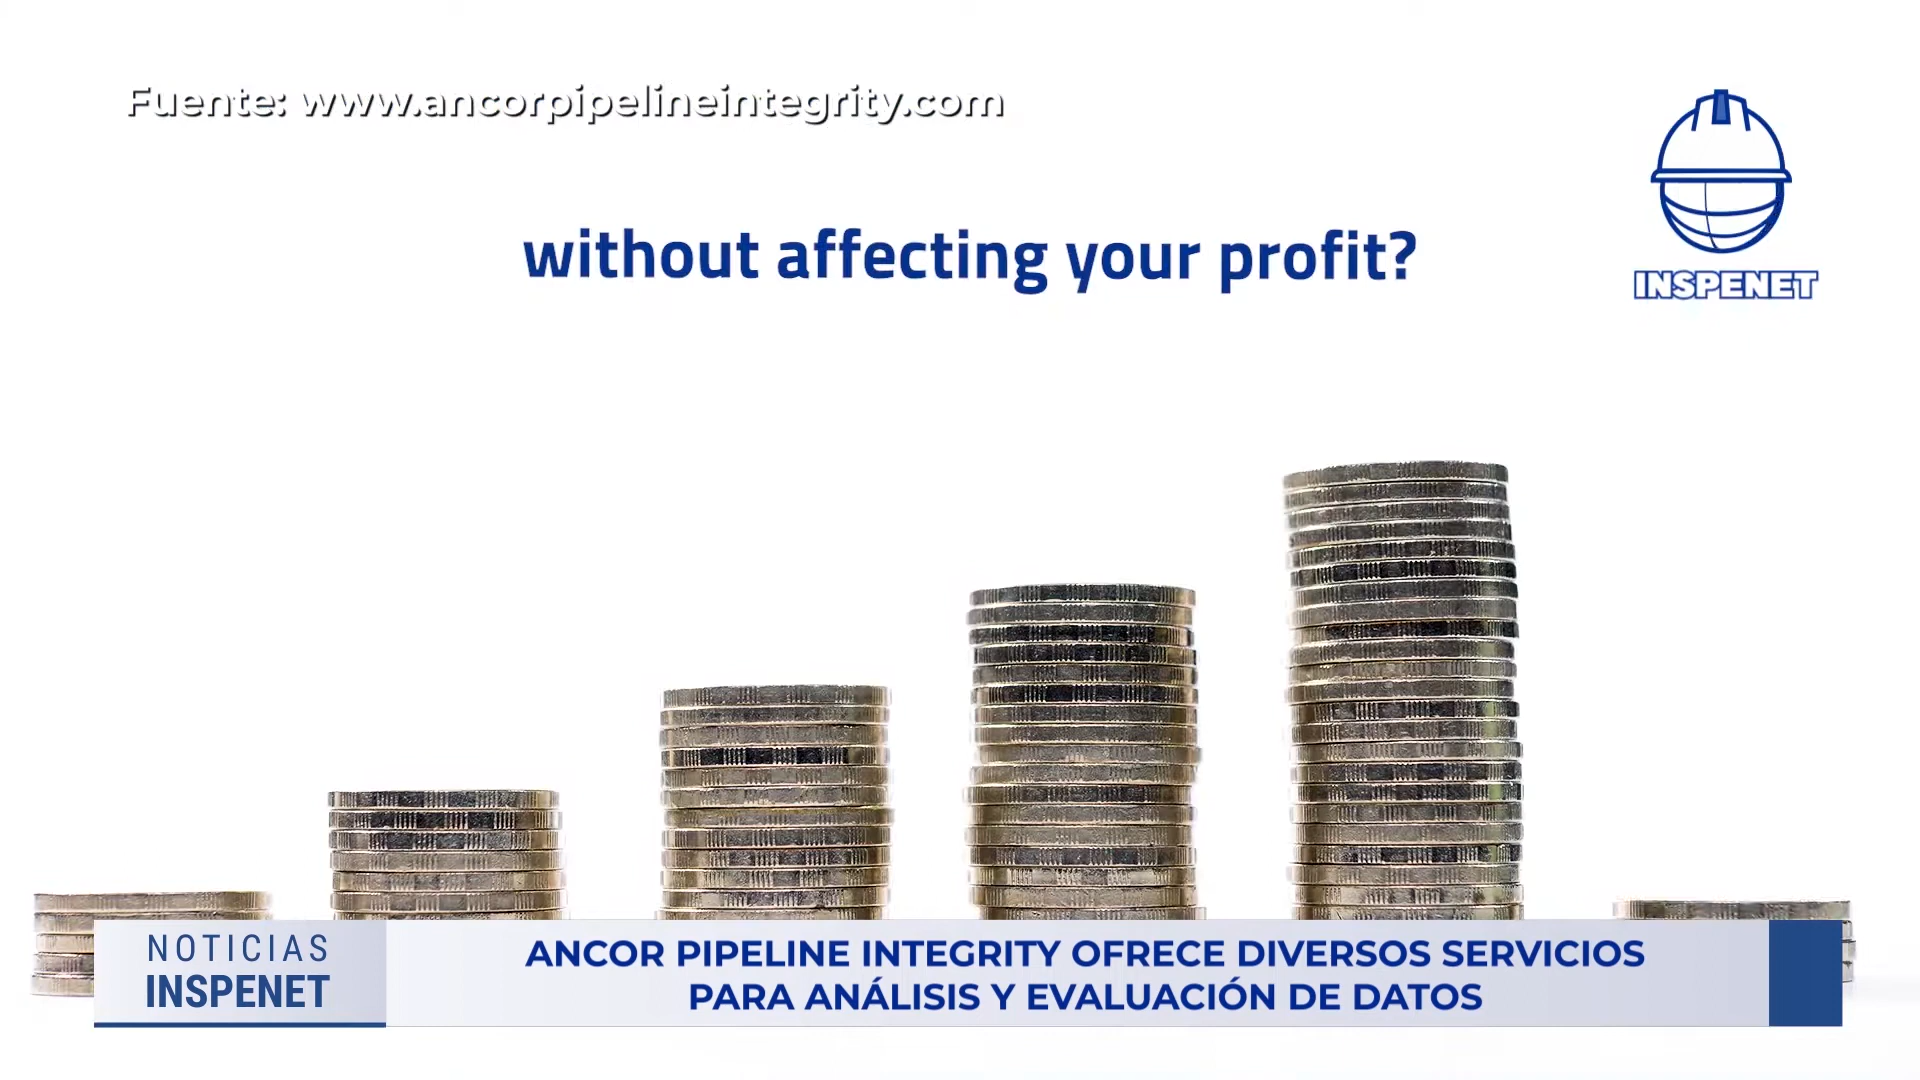 Fuente: www.ancorpipelineintegrity.com
without affecting your profit?
INSPENET
NOTICIAS
INSPENET
ANCOR PIPELINE INTEGRITY OFRECE DIVERSOS SERVICIOS
PARA ANÁLISIS Y EVALUACIÓN DE DATOS